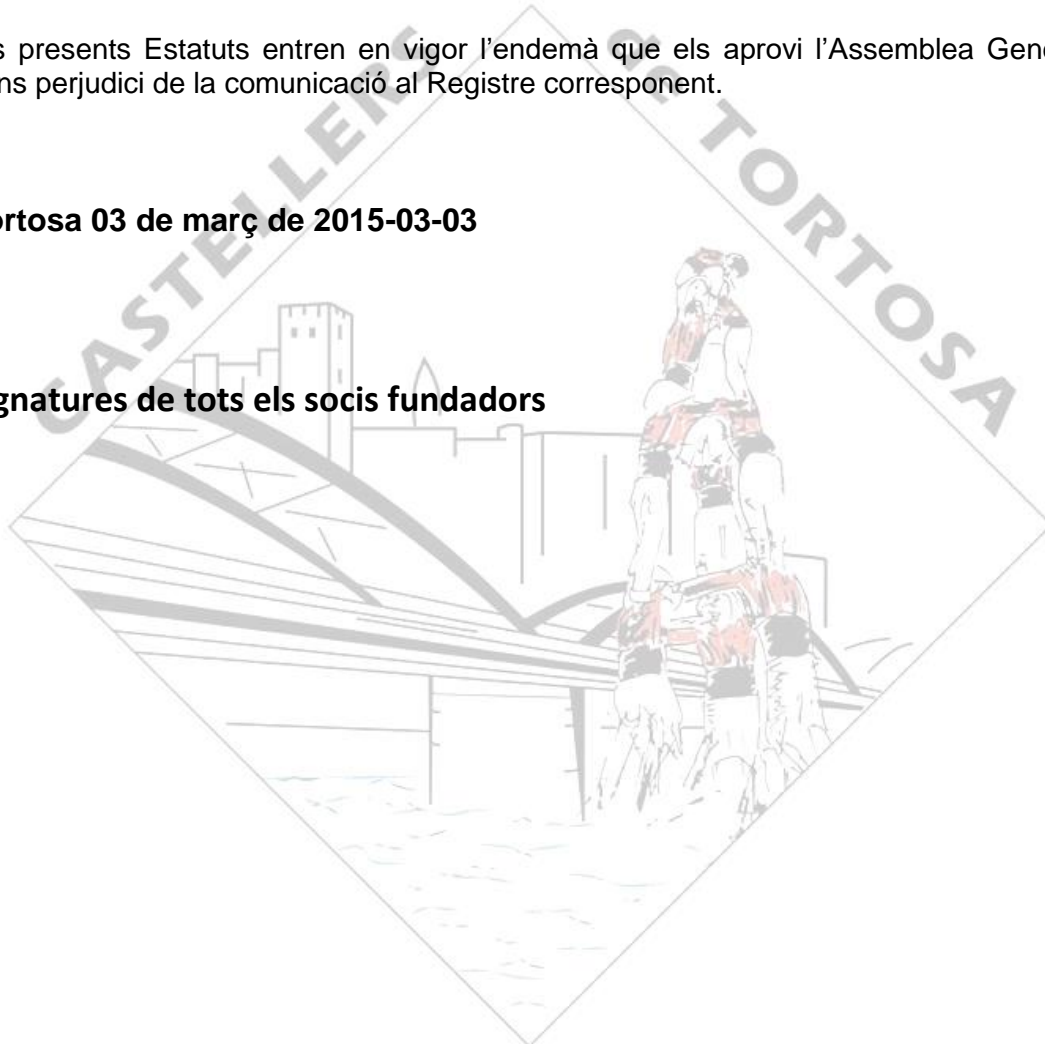 s presents Estatuts entren en vigor l’endemà que els aprovi l’Assemblea Gene
ns perjudici de la comunicació al Registre corresponent.
CASTELLERS de TORTOSA
ortosa 03 de març de 2015-03-03
gnatures de tots els socis fundadors